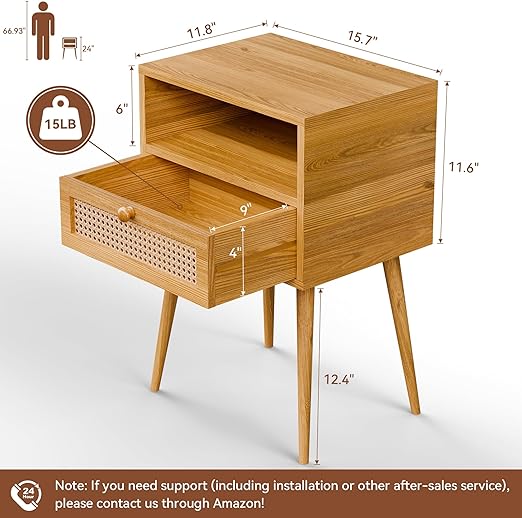 66.93"
24"
11.8"
15.7"
6"
15LB
11.6"
9"
4"
12.4"
24
Hour
Note: If you need support (including installation or other after-sales service),
please contact us through Amazon!